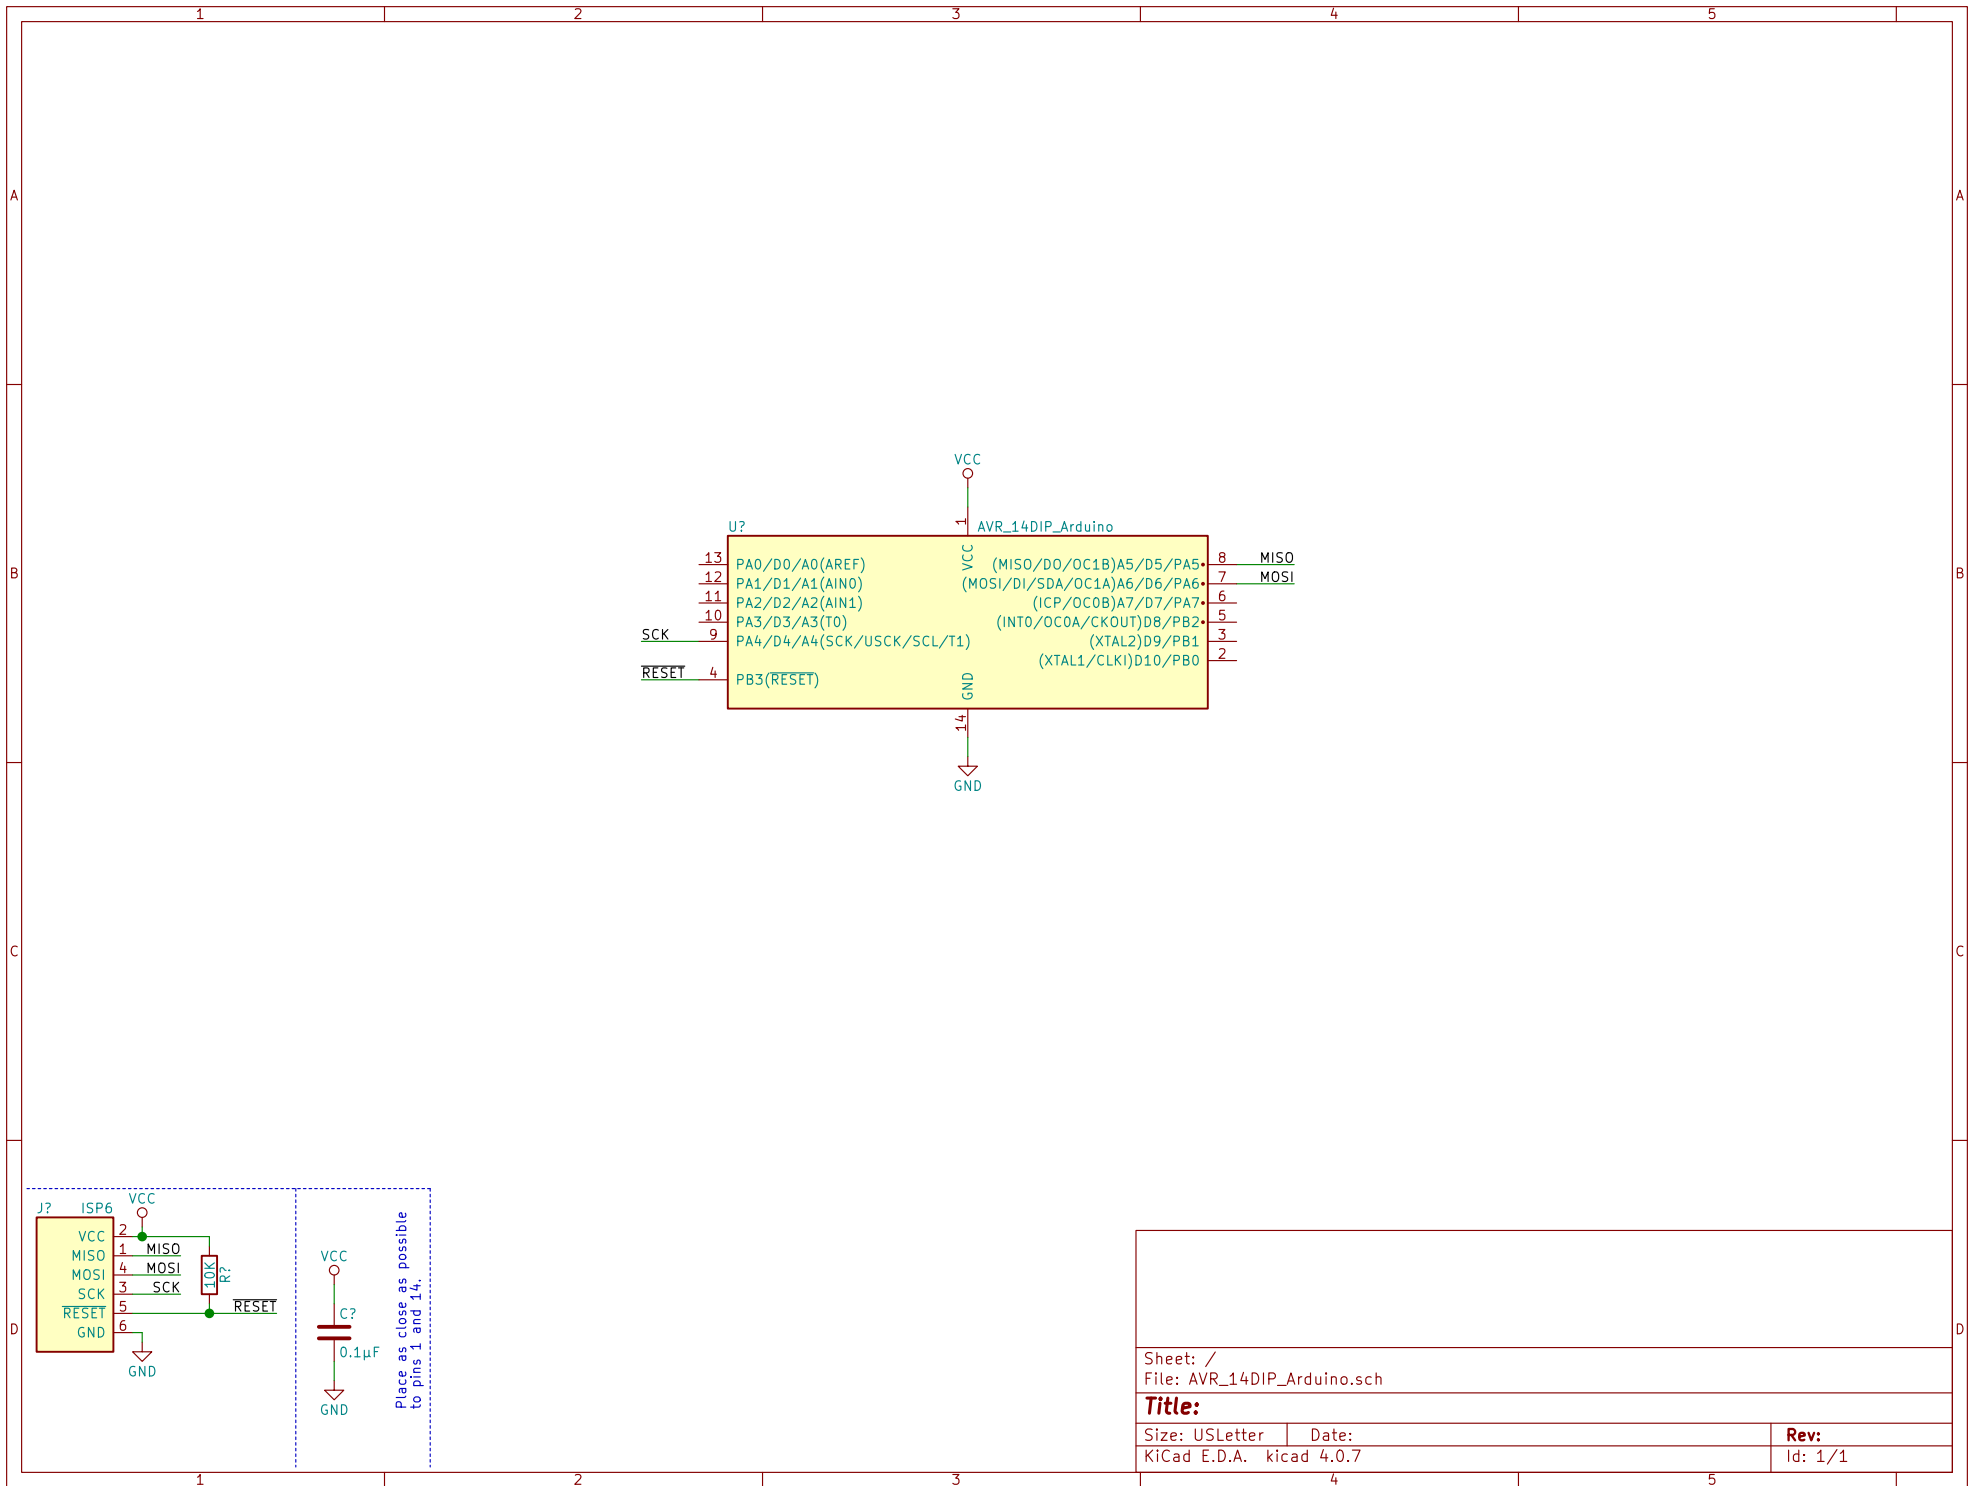 1 2 3 4 5
A A
B B
C C
D D
VCC
1
U? AVR_14DIP_Arduino
VCC
13 PA0/D0/A0(AREF)
12 PA1/D1/A1(AIN0)
11 PA2/D2/A2(AIN1)
10 PA3/D3/A3(T0)
SCK 9 PA4/D4/A4(SCK/USCK/SCL/T1)
RESET 4 PB3(RESET)
(MISO/DO/OC1B)A5/D5/PA5 8 MISO
(MOSI/DI/SDA/OC1A)A6/D6/PA6 7 MOSI
(ICP/OC0B)A7/D7/PA7 6
(INT0/OC0A/CKOUT)D8/PB2 5
(XTAL2)D9/PB1 3
(XTAL1/CLKI)D10/PB0 2
GND
14
GND
J? ISP6 VCC
VCC 2
MISO 1 MISO
MOSI 4 MOSI
SCK 3 SCK
RESET 5 RESET
GND 6
GND
10K
R?
VCC
C?
0.1µF
GND
Place as close as possible
to pins 1 and 14.
Sheet: /
File: AVR_14DIP_Arduino.sch
Title:
Size: USLetter Date: Rev:
KiCad E.D.A. kicad 4.0.7 Id: 1/1
1 2 3 4 5